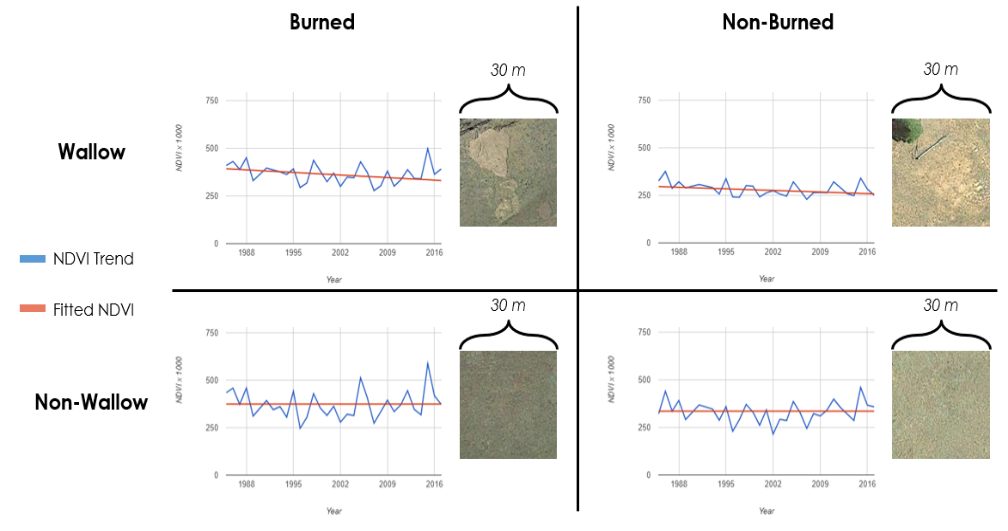 Burned
Non-Burned
30 m
30 m
Wallow
NDVI x 1000
750
500
250
0
1988
1995
2002
2009
2016
Year
NDVI x 1000
750
500
250
0
1988
1995
2002
2009
2016
Year
NDVI Trend
Fitted NDVI
30 m
30 m
Non-Wallow
NDVI x 1000
750
500
250
0
1988
1995
2002
2009
2016
Year
NDVI x 1000
750
500
250
0
1988
1995
2002
2009
2016
Year